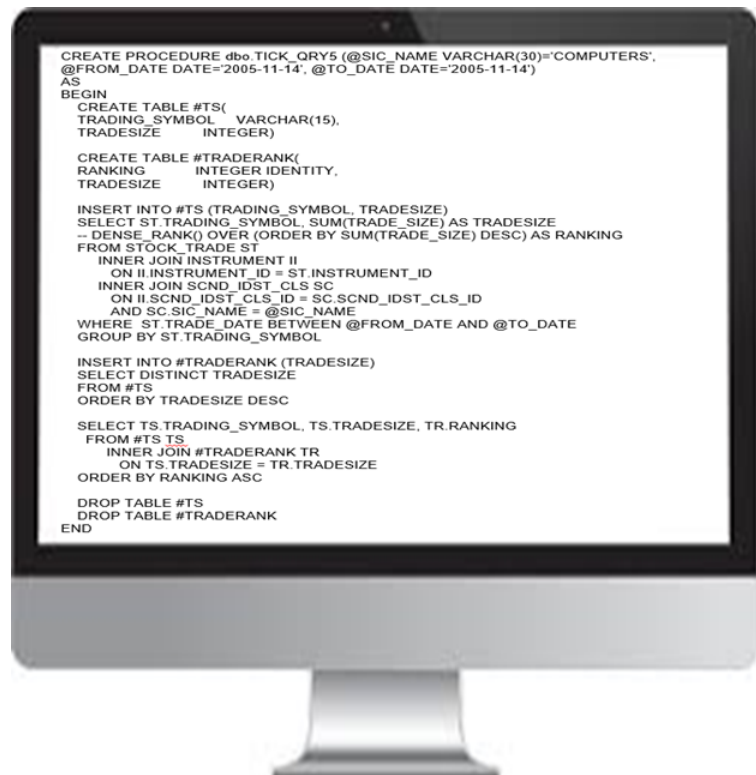 CREATE PROCEDURE dbo.TICK_QRY5 (@SIC_NAME VARCHAR(30)='COMPUTERS',
@FROM_DATE DATE='2005-11-14', @TO_DATE DATE='2005-11-14')
AS
BEGIN
CREATE TABLE #TS(
TRADING_SYMBOL VARCHAR(15),
TRADESIZE INTEGER)
CREATE TABLE #TRADERANK(
RANKING INTEGER IDENTITY,
TRADESIZE INTEGER)
INSERT INTO #TS (TRADING_SYMBOL, TRADESIZE)
SELECT ST.TRADING_SYMBOL, SUM(TRADE_SIZE) AS TRADESIZE
-- DENSE_RANK() OVER (ORDER BY SUM(TRADE_SIZE) DESC) AS RANKING
FROM STOCK_TRADE ST
INNER JOIN INSTRUMENT II
ON II.INSTRUMENT_ID = ST.INSTRUMENT_ID
INNER JOIN SCND_IDST_CLS SC
ON II.SCND_IDST_CLS_ID = SC.SCND_IDST_CLS_ID
AND SC.SIC_NAME = @SIC_NAME
WHERE ST.TRADE_DATE BETWEEN @FROM_DATE AND @TO_DATE
GROUP BY ST.TRADING_SYMBOL
INSERT INTO #TRADERANK (TRADESIZE)
SELECT DISTINCT TRADESIZE
FROM #TS
ORDER BY TRADESIZE DESC
SELECT TS.TRADING_SYMBOL, TS.TRADESIZE, TR.RANKING
FROM #TS TS
INNER JOIN #TRADERANK TR
ON TS.TRADESIZE = TR.TRADESIZE
ORDER BY RANKING ASC
DROP TABLE #TS
DROP TABLE #TRADERANK
END